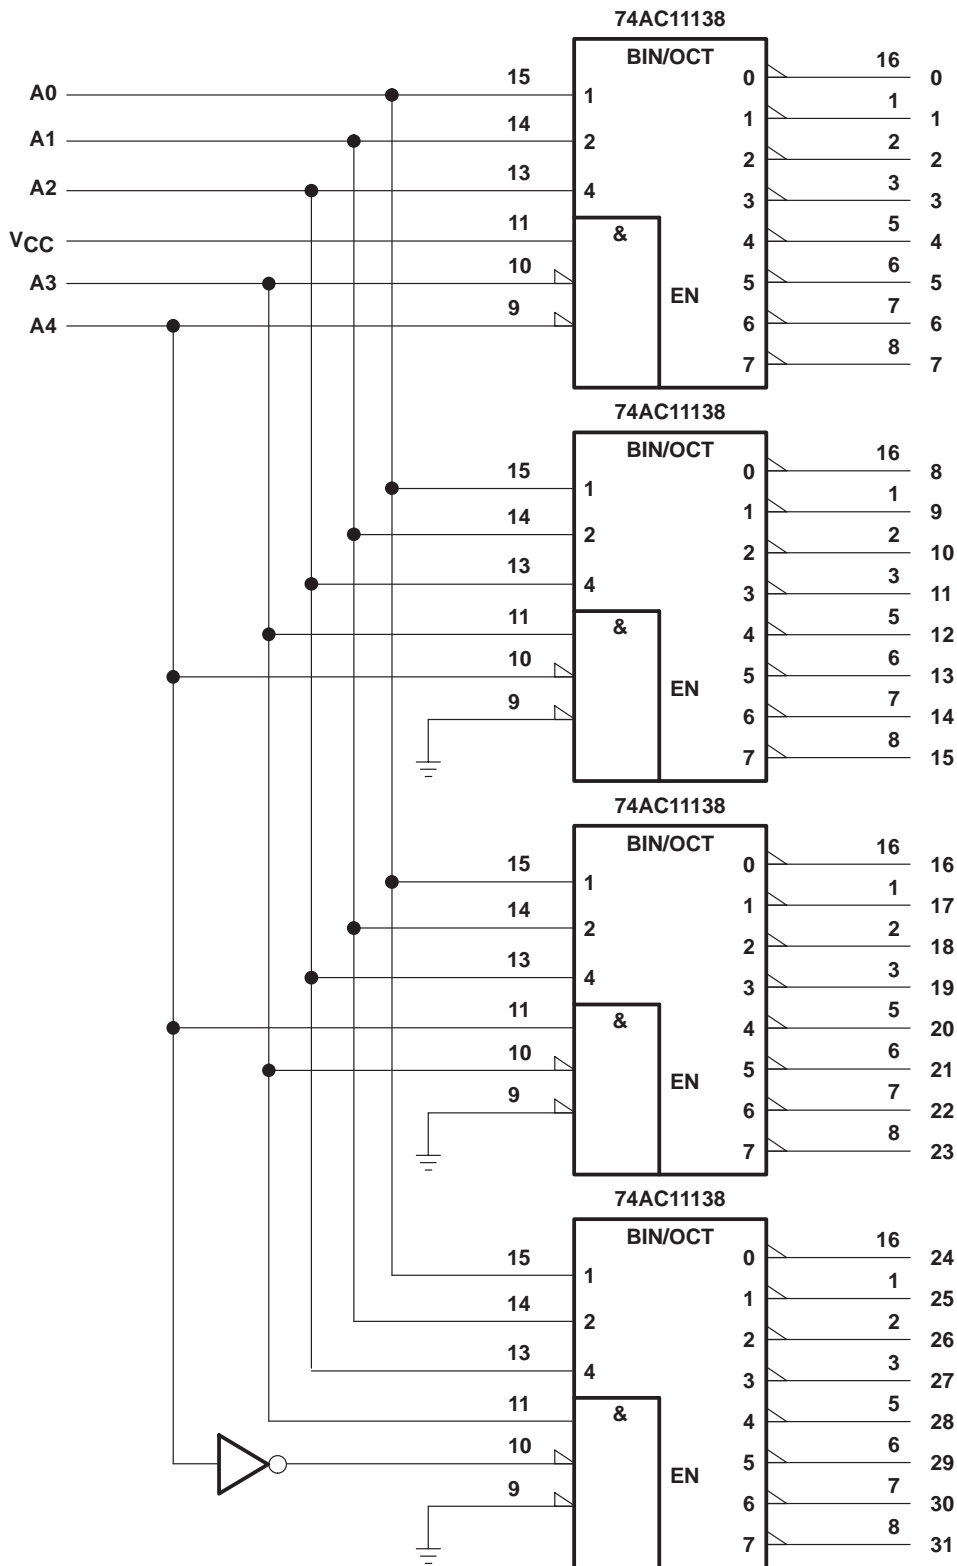 74AC11138
BIN/OCT
A0 15 1 0 16 0
A1 14 2 1 1 1
A2 13 4 2 2 2
3 3 3
VCC 11 & 4 5 4
A3 10 EN 5 6 5
A4 9 6 7 6
7 8 7
74AC11138
BIN/OCT
15 1 0 16 8
14 2 1 1 9
13 4 2 2 10
3 3 11
11 & 4 5 12
10 EN 5 6 13
9 6 7 14
7 8 15
74AC11138
BIN/OCT
15 1 0 16 16
14 2 1 1 17
13 4 2 2 18
3 3 19
11 & 4 5 20
10 EN 5 6 21
9 6 7 22
7 8 23
74AC11138
BIN/OCT
15 1 0 16 24
14 2 1 1 25
13 4 2 2 26
3 3 27
11 & 4 5 28
10 EN 5 6 29
9 6 7 30
7 8 31